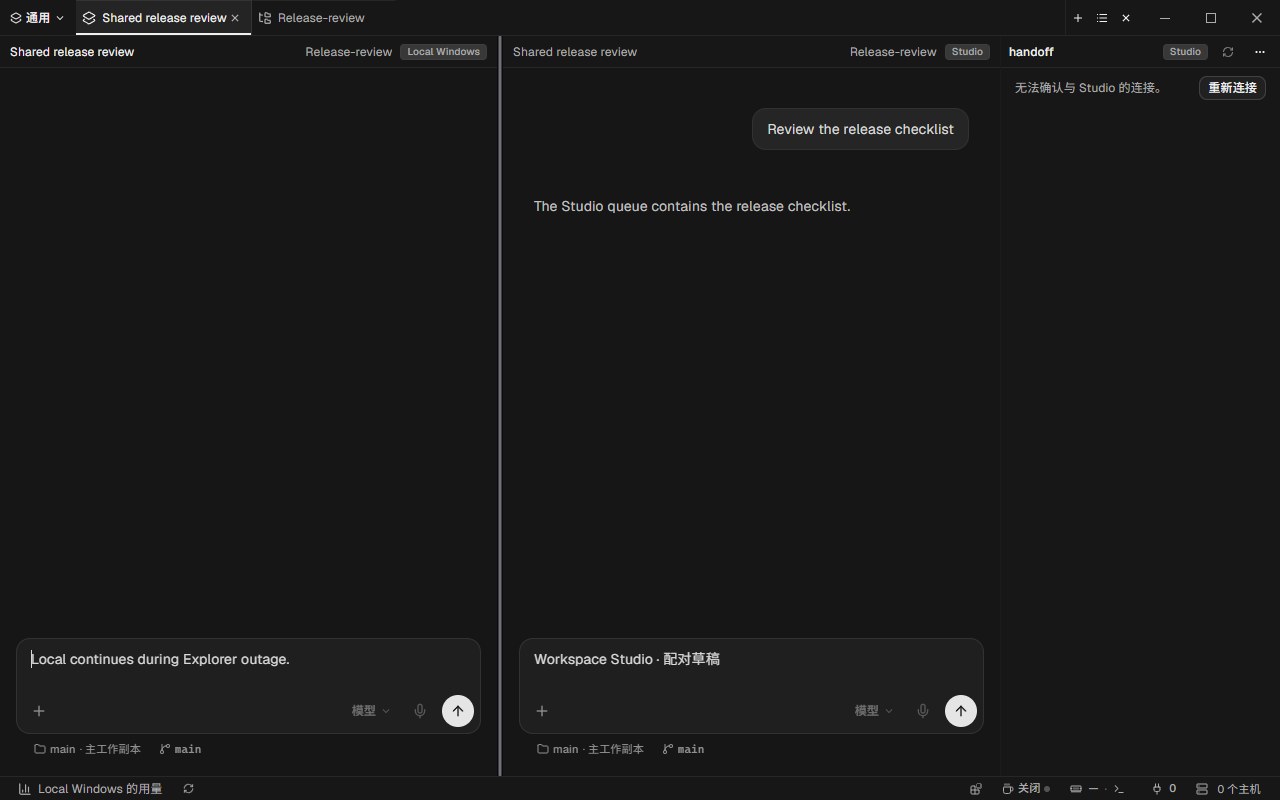 通用
Shared release review
Release-review
Shared release review
Release-review
Local Windows
Shared release review
Release-review
Studio
handoff
Studio
无法确认与 Studio 的连接。
重新连接
Review the release checklist
The Studio queue contains the release checklist.
Local continues during Explorer outage.
模型
main · 主工作副本
main
Workspace Studio · 配对草稿
模型
main · 主工作副本
main
Local Windows 的用量
关闭
— ·
0
0 个主机